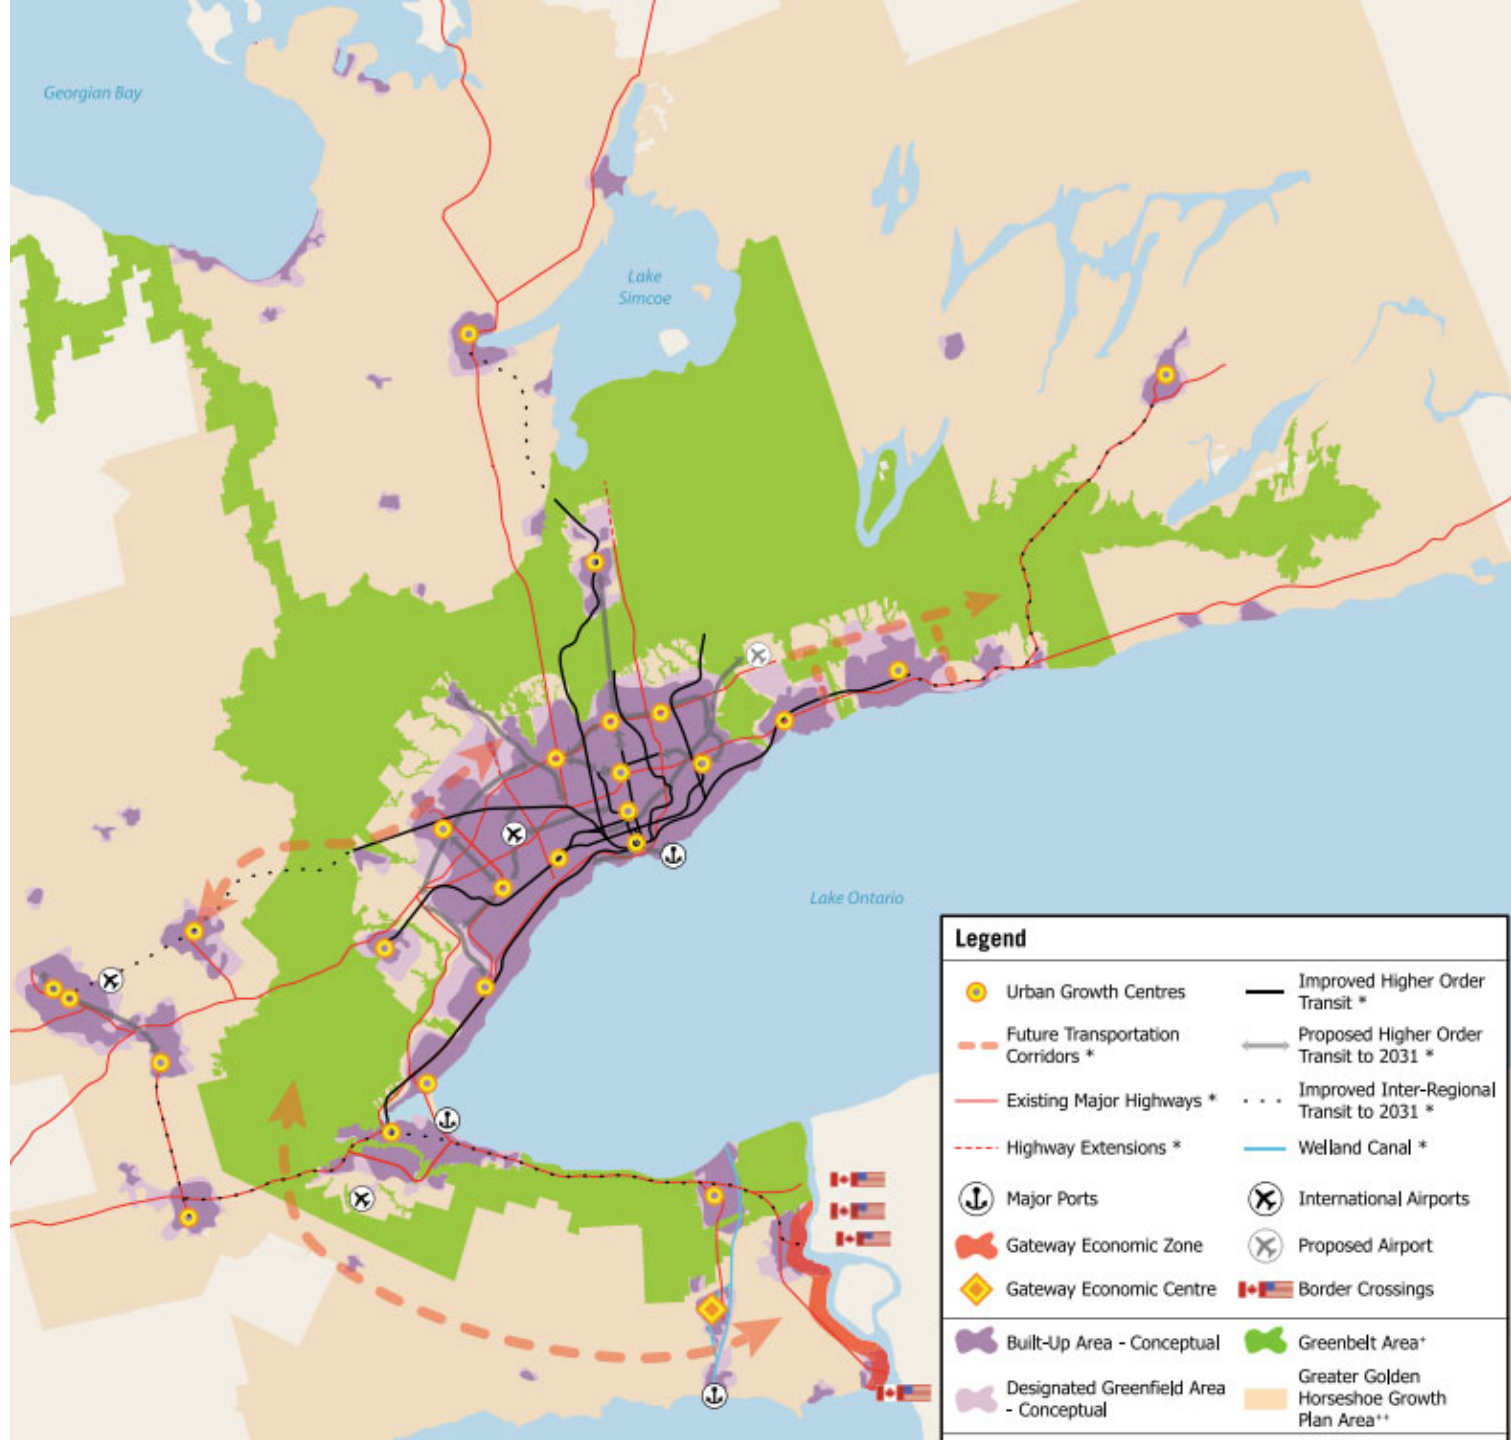 Georgian Bay
Lake
Simcoe
Lake Ontario
Legend
Urban Growth Centres
Improved Higher Order
Transit *
Future Transportation
Corridors *
Proposed Higher Order
Transit to 2031 *
Existing Major Highways *
Improved Inter-Regional
Transit to 2031 *
Highway Extensions *
Welland Canal *
Major Ports
International Airports
Gateway Economic Zone
Proposed Airport
Gateway Economic Centre
Border Crossings
Built-Up Area - Conceptual
Greenbelt Area+
Designated Greenfield Area
- Conceptual
Greater Golden
Horseshoe Growth
Plan Area++